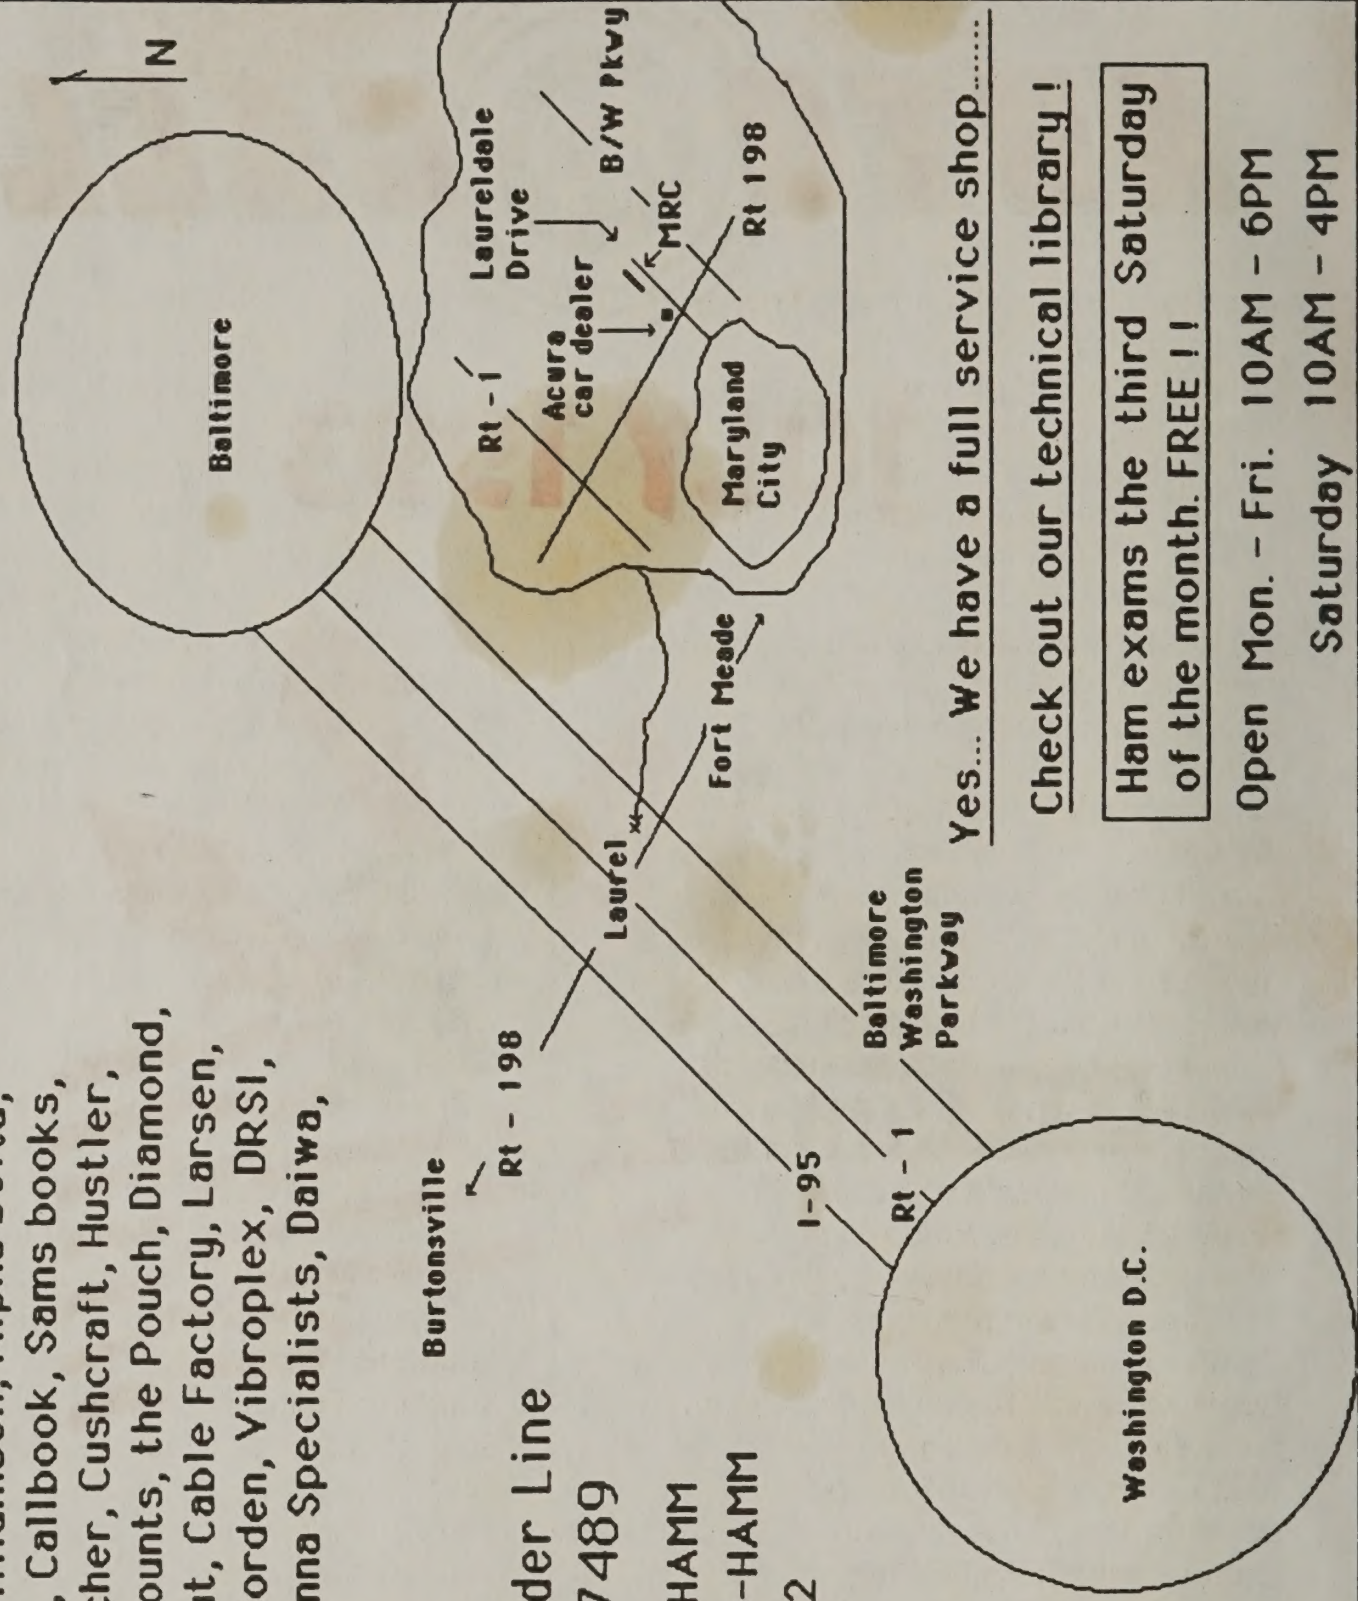 , Callbook, Sams books,
cher, Cushcraft, Hustler,
ounts, the Pouch, Diamond,
it, Cable Factory, Larsen,
orden, Vibroplex, DRSI,
nna Specialists, Daiwa,
der Line
7489
HAMM
-HAMM
2
N
Baltimore
Burtonsville
Rt - 198
Laurel
I-95
Rt - 1
Baltimore
Washington
Parkway
Washington D.C.
Fort Meade
Rt - 1
Laureldale
Drive
Acura
car dealer
B/W Pkwy
MRC
Rt 198
Maryland
City
Yes... We have a full service shop.......
Check out our technical library !
Ham exams the third Saturday
of the month. FREE ! !
Open Mon. - Fri. 10AM - 6PM
Saturday 10AM - 4PM